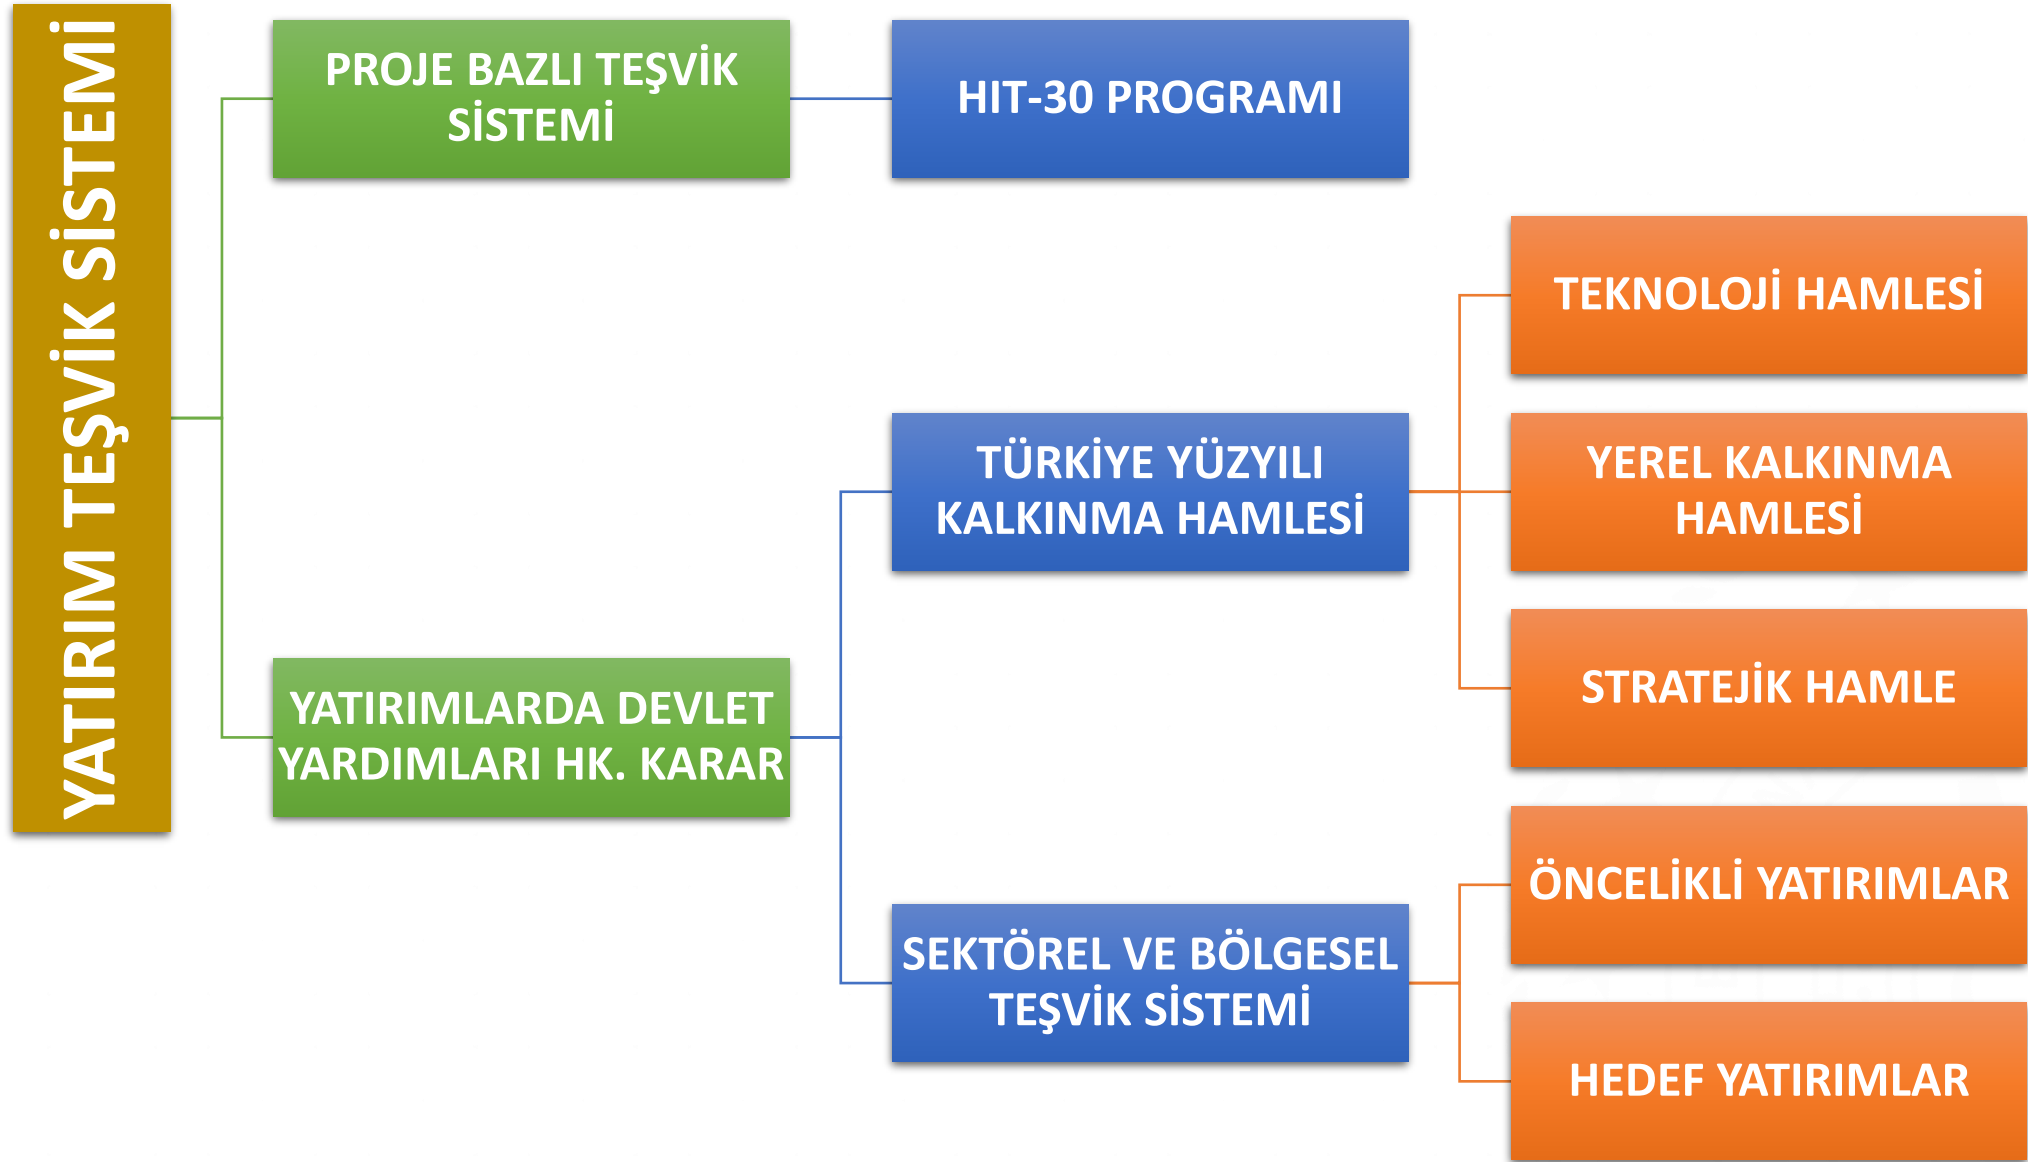 YATIRIM TEŞVİK SİSTEMİ
PROJE BAZLI TEŞVİK
SİSTEMİ
HIT-30 PROGRAMI
YATIRIMLARDA DEVLET
YARDIMLARI HK. KARAR
TÜRKİYE YÜZYILI
KALKINMA HAMLESİ
TEKNOLOJİ HAMLESİ
YEREL KALKINMA
HAMLESİ
STRATEJİK HAMLE
SEKTÖREL VE BÖLGESEL
TEŞVİK SİSTEMİ
ÖNCELİKLİ YATIRIMLAR
HEDEF YATIRIMLAR